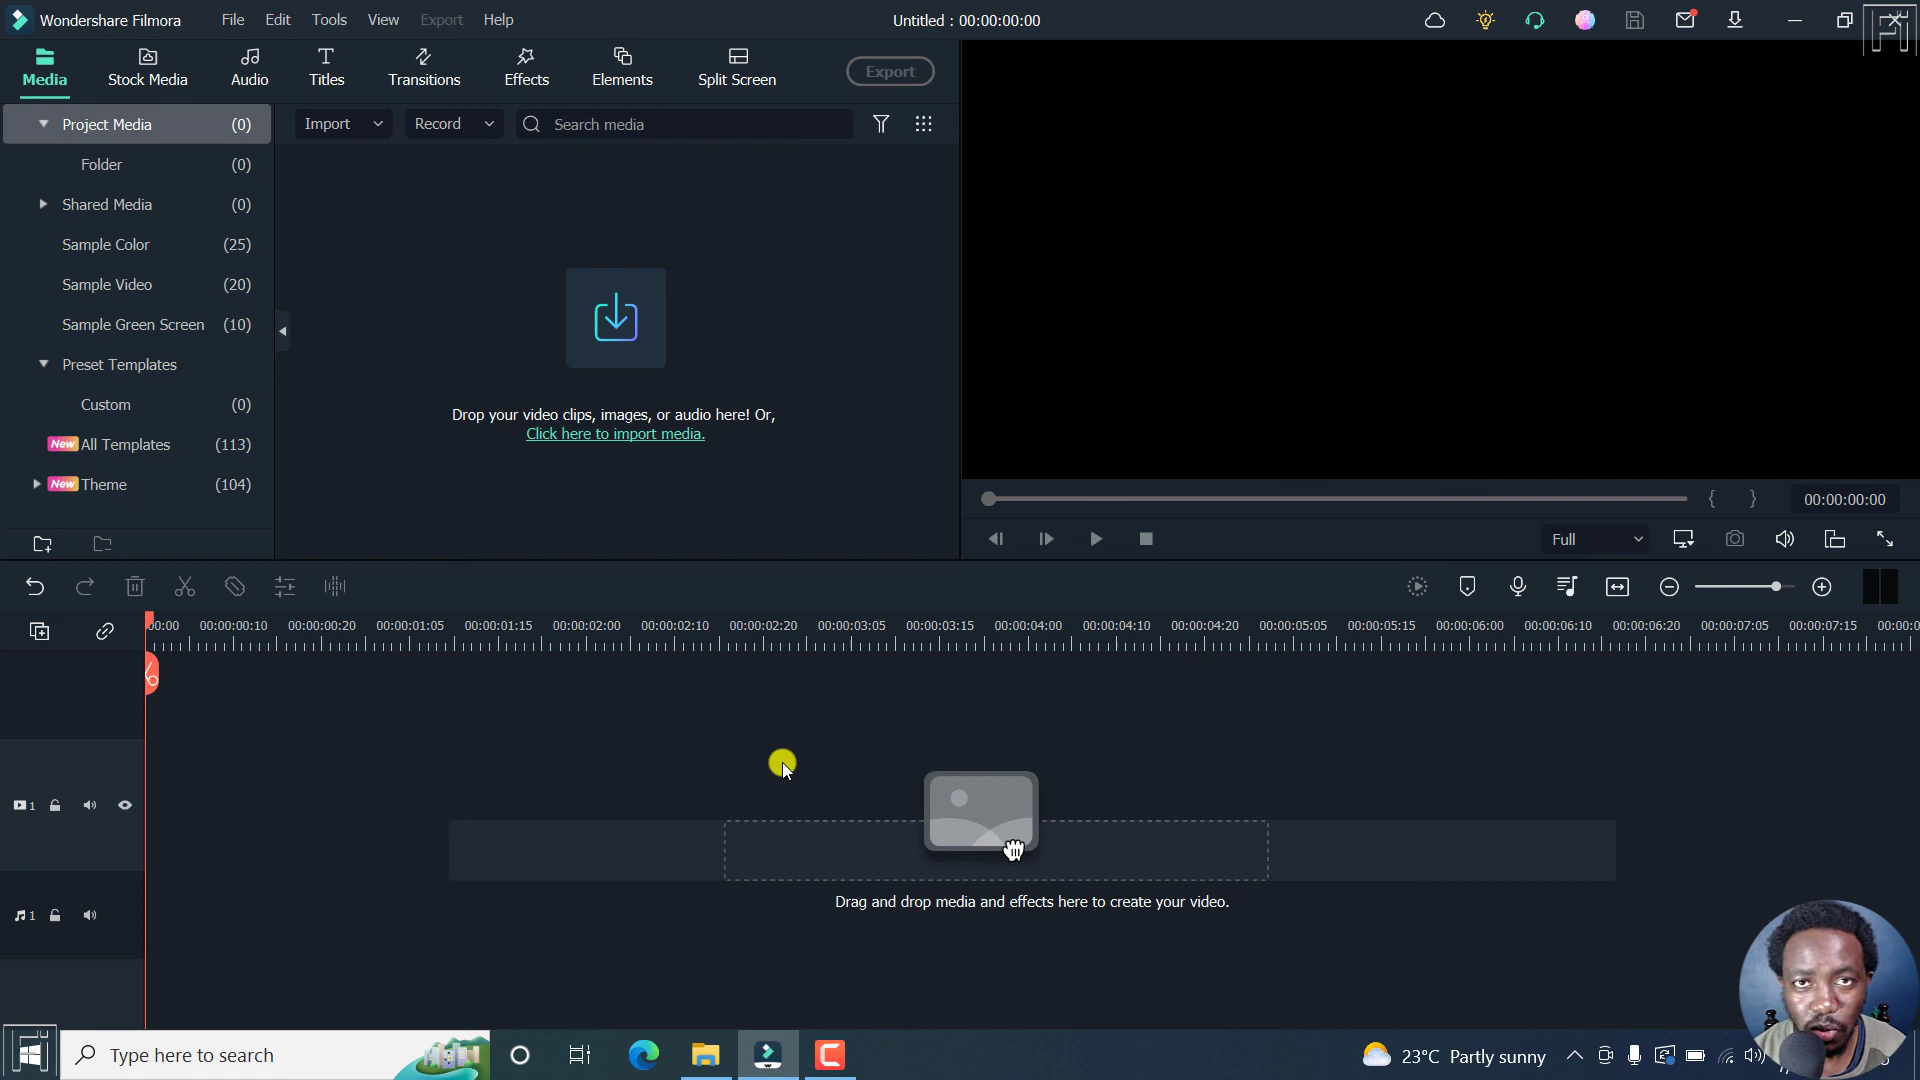 Wondershare Filmora File Edit Tools View Export Help Untitled : 00:00:00:00
Media Stock Media Audio Titles Transitions Effects Elements Split Screen Export
Project Media (0) Import Record Search media
Folder (0)
Shared Media (0)
Sample Color (25)
Sample Video (20)
Sample Green Screen (10)
Preset Templates
Custom (0)
New All Templates (113)
New Theme (104)
Drop your video clips, images, or audio here! Or,
Click here to import media.
{ } 00:00:00:00
Full
00:00 00:00:00:10 00:00:00:20 00:00:01:05 00:00:01:15 00:00:02:00 00:00:02:10 00:00:02:20 00:00:03:05 00:00:03:15 00:00:04:00 00:00:04:10 00:00:04:20 00:00:05:05 00:00:05:15 00:00:06:00 00:00:06:10 00:00:06:20 00:00:07:05 00:00:07:15 00:00:0
1
Drag and drop media and effects here to create your video.
1
Type here to search 23°C Partly sunny